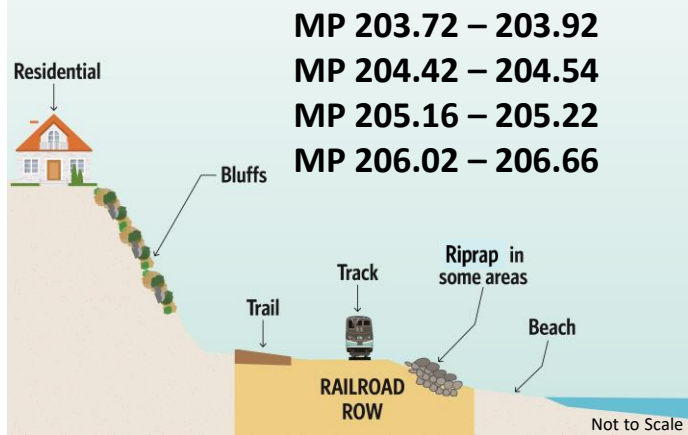 MP 203.72 – 203.92
MP 204.42 – 204.54
MP 205.16 – 205.22
MP 206.02 – 206.66
Residential
Bluffs
Trail
Track
Riprap in
some areas
Beach
RAILROAD
ROW
Not to Scale